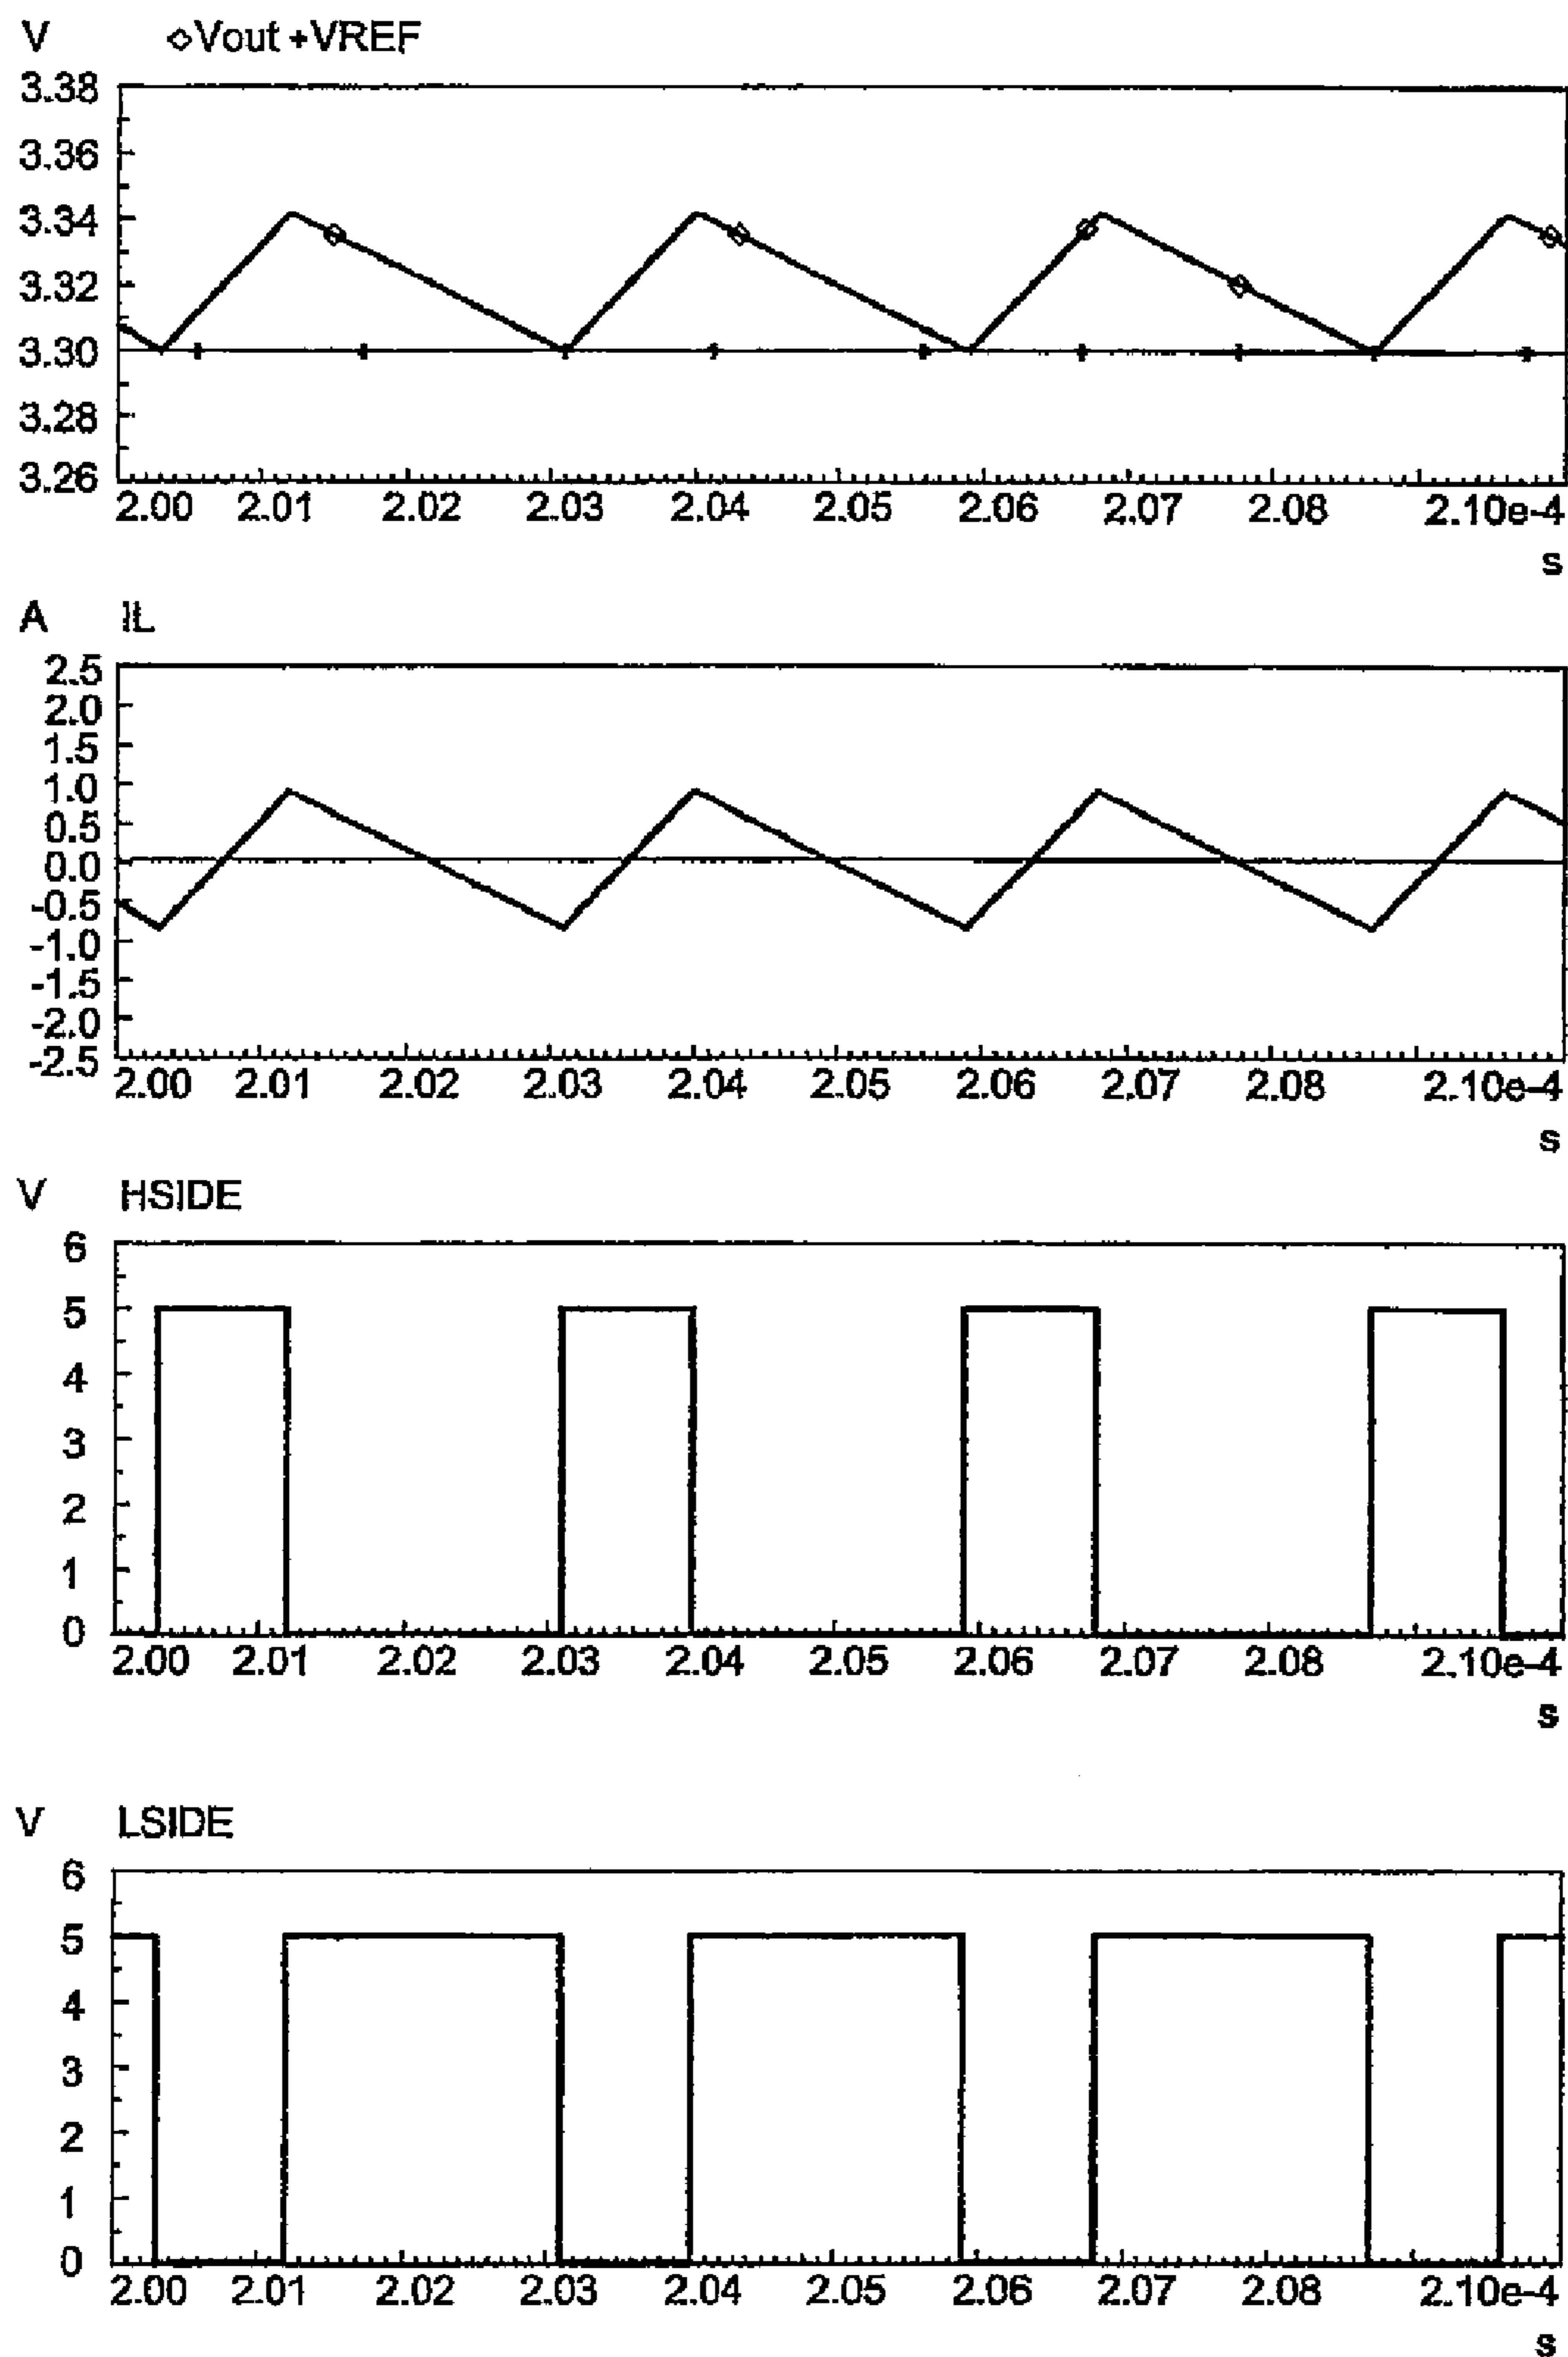 V ◇Vout +VREF
3.38
3.36
3.34
3.32
3.30
3.28
3.26
2.00 2.01 2.02 2.03 2.04 2.05 2.06 2.07 2.08 2.10e-4
s
A IL
2.5
2.0
1.5
1.0
0.5
0.0
-0.5
-1.0
-1.5
-2.0
-2.5
2.00 2.01 2.02 2.03 2.04 2.05 2.06 2.07 2.08 2.10e-4
s
V HSIDE
6
5
4
3
2
1
0
2.00 2.01 2.02 2.03 2.04 2.05 2.06 2.07 2.08 2.10e-4
s
V LSIDE
6
5
4
3
2
1
0
2.00 2.01 2.02 2.03 2.04 2.05 2.06 2.07 2.08 2.10e-4
s